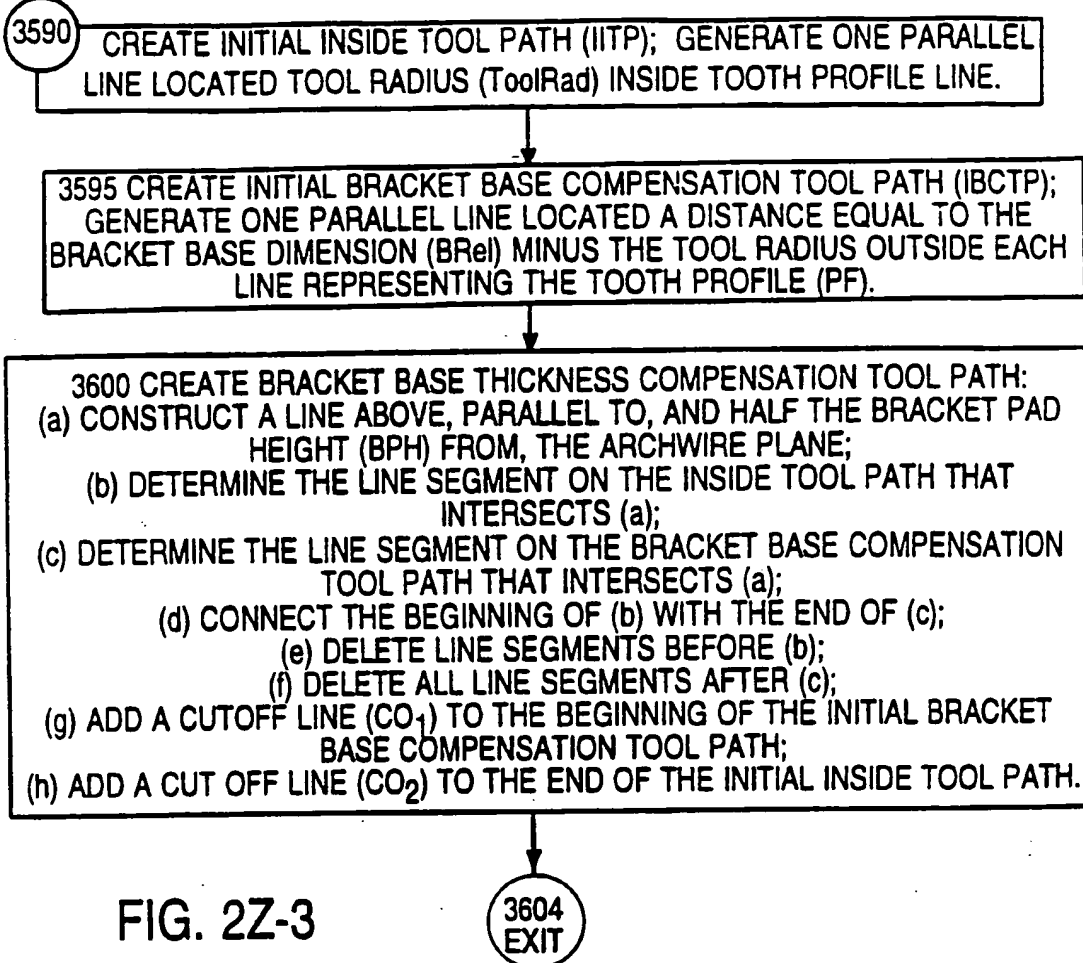 3590 CREATE INITIAL INSIDE TOOL PATH (IITP); GENERATE ONE PARALLEL
LINE LOCATED TOOL RADIUS (ToolRad) INSIDE TOOTH PROFILE LINE.
3595 CREATE INITIAL BRACKET BASE COMPENSATION TOOL PATH (IBCTP);
GENERATE ONE PARALLEL LINE LOCATED A DISTANCE EQUAL TO THE
BRACKET BASE DIMENSION (BRel) MINUS THE TOOL RADIUS OUTSIDE EACH
LINE REPRESENTING THE TOOTH PROFILE (PF).
3600 CREATE BRACKET BASE THICKNESS COMPENSATION TOOL PATH:
(a) CONSTRUCT A LINE ABOVE, PARALLEL TO, AND HALF THE BRACKET PAD
HEIGHT (BPH) FROM, THE ARCHWIRE PLANE;
(b) DETERMINE THE LINE SEGMENT ON THE INSIDE TOOL PATH THAT
INTERSECTS (a);
(c) DETERMINE THE LINE SEGMENT ON THE BRACKET BASE COMPENSATION
TOOL PATH THAT INTERSECTS (a);
(d) CONNECT THE BEGINNING OF (b) WITH THE END OF (c);
(e) DELETE LINE SEGMENTS BEFORE (b);
(f) DELETE ALL LINE SEGMENTS AFTER (c);
(g) ADD A CUTOFF LINE (CO1) TO THE BEGINNING OF THE INITIAL BRACKET
BASE COMPENSATION TOOL PATH;
(h) ADD A CUT OFF LINE (CO2) TO THE END OF THE INITIAL INSIDE TOOL PATH.
3604
EXIT
FIG. 2Z-3